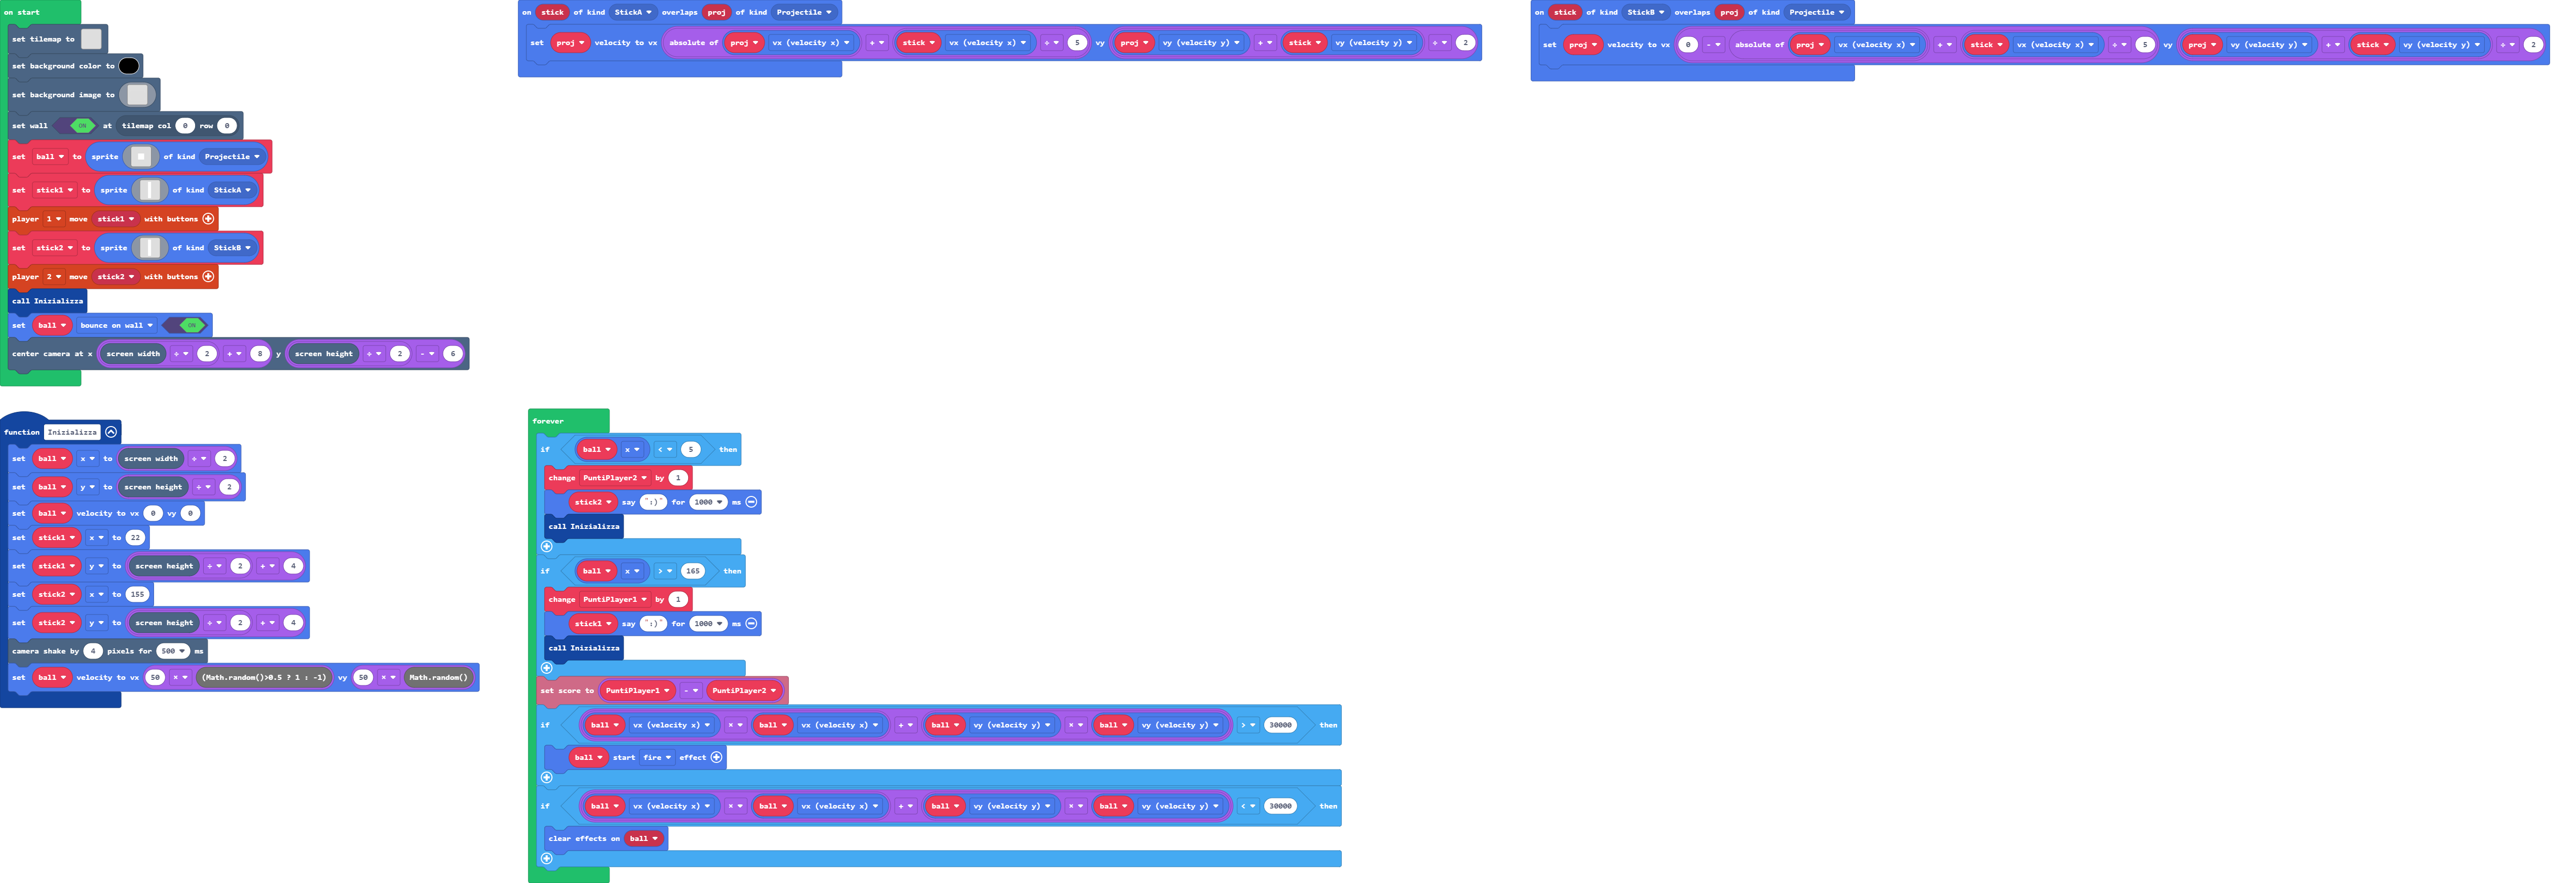 on start
set tilemap to
set background color to
set background image to
set wall ON at tilemap col 0 row 0
set ball to sprite of kind Projectile
set stick1 to sprite of kind StickA
player 1 move stick1 with buttons
set stick2 to sprite of kind StickB
player 2 move stick2 with buttons
call Inizializza
set ball bounce on wall ON
center camera at x screen width ÷ 2 + 8 y screen height ÷ 2 - 6
on stick of kind StickA overlaps proj of kind Projectile
set proj velocity to vx absolute of proj vx (velocity x) + stick vx (velocity x) ÷ 5 vy proj vy (velocity y) + stick vy (velocity y) ÷ 2
on stick of kind StickB overlaps proj of kind Projectile
set proj velocity to vx 0 - absolute of proj vx (velocity x) + stick vx (velocity x) ÷ 5 vy proj vy (velocity y) + stick vy (velocity y) ÷ 2
function Inizializza
set ball x to screen width ÷ 2
set ball y to screen height ÷ 2
set ball velocity to vx 0 vy 0
set stick1 x to 22
set stick1 y to screen height ÷ 2 + 4
set stick2 x to 155
set stick2 y to screen height ÷ 2 + 4
camera shake by 4 pixels for 500 ms
set ball velocity to vx 50 × (Math.random()>0.5 ? 1 : -1) vy 50 × Math.random()
forever
if ball x < 5 then
change PuntiPlayer2 by 1
stick2 say ":)" for 1000 ms
call Inizializza
if ball x > 165 then
change PuntiPlayer1 by 1
stick1 say ":)" for 1000 ms
call Inizializza
set score to PuntiPlayer1 - PuntiPlayer2
if ball vx (velocity x) × ball vx (velocity x) + ball vy (velocity y) × ball vy (velocity y) > 30000 then
ball start fire effect
if ball vx (velocity x) × ball vx (velocity x) + ball vy (velocity y) × ball vy (velocity y) < 30000 then
clear effects on ball